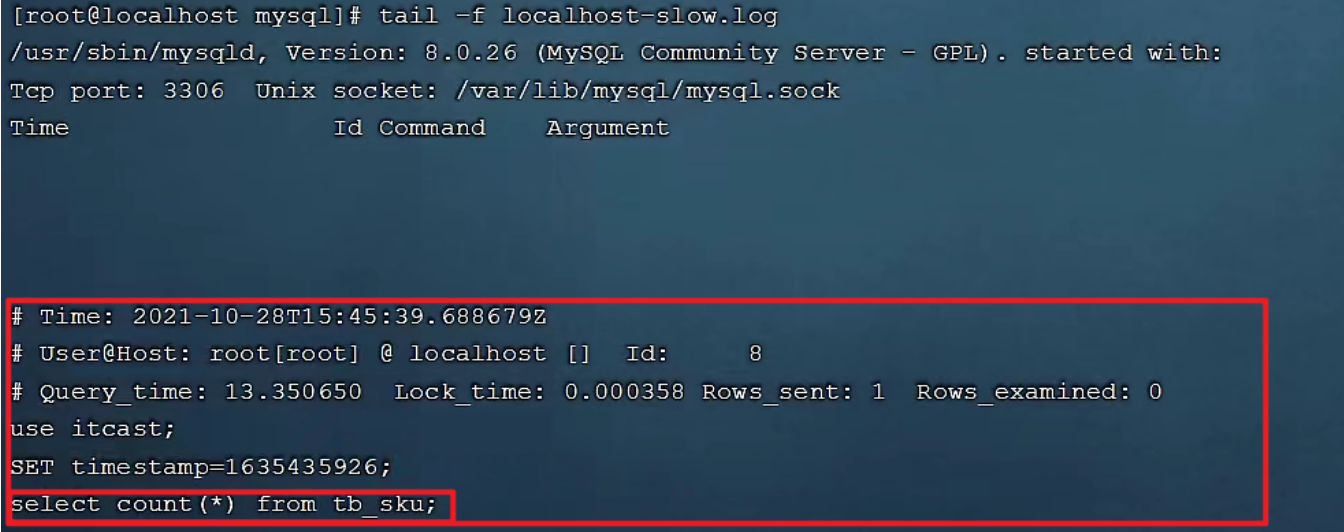 [root@localhost mysql]# tail -f localhost-slow.log
/usr/sbin/mysqld, Version: 8.0.26 (MySQL Community Server - GPL). started with:
Tcp port: 3306  Unix socket: /var/lib/mysql/mysql.sock
Time                 Id Command    Argument
# Time: 2021-10-28T15:45:39.688679Z
# User@Host: root[root] @ localhost []  Id:     8
# Query_time: 13.350650  Lock_time: 0.000358 Rows_sent: 1  Rows_examined: 0
use itcast;
SET timestamp=1635435926;
select count(*) from tb_sku;